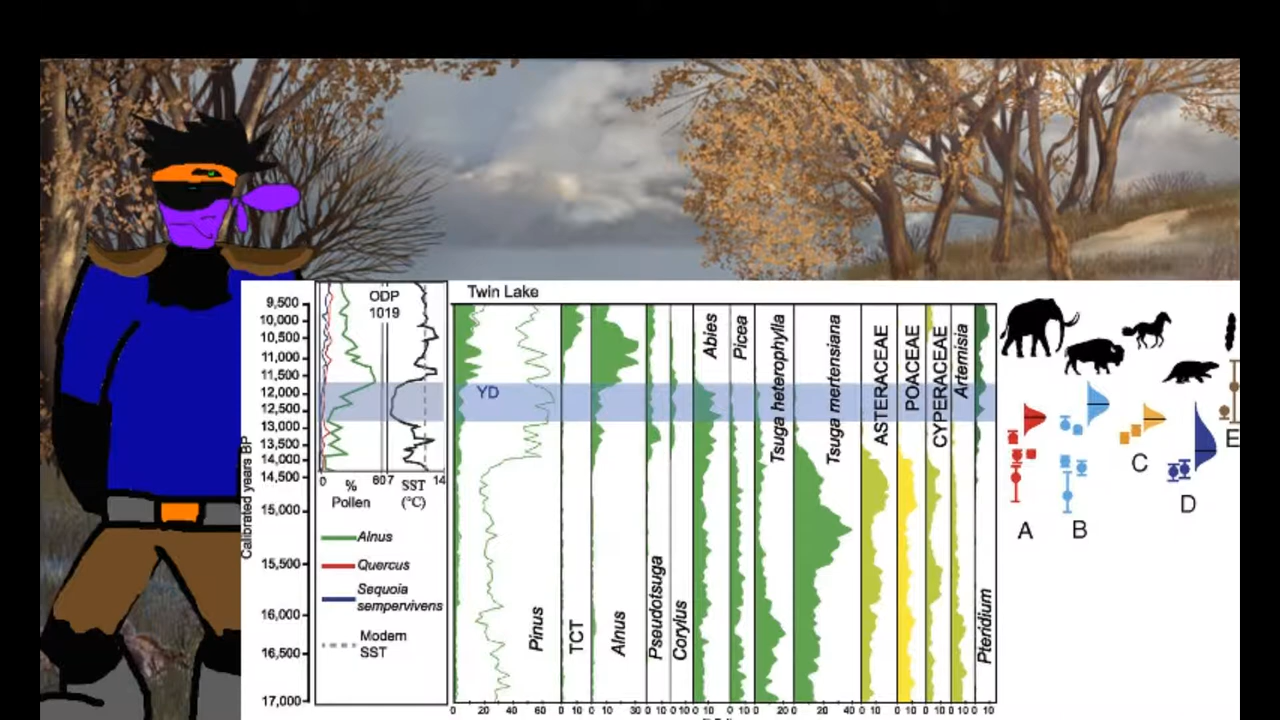 Twin Lake
Calibrated years BP
9,500
10,000
10,500
11,000
11,500
12,000
12,500
13,000
13,500
14,000
14,500
15,000
15,500
16,000
16,500
17,000
ODP
1019
0
60
7
14
%
Pollen
SST
(°C)
Alnus
Quercus
Sequoia
sempervivens
Modern
SST
YD
Pinus
TCT
Alnus
Pseudotsuga
Corylus
Abies
Picea
Tsuga heterophylla
Tsuga mertensiana
ASTERACEAE
POACEAE
CYPERACEAE
Artemisia
Pteridium
0 20 40 60 0 10 0 10 30 0 10 0 10 0 10 0 10 0 20 0 20 40 0 10 0 10 0 10 0 10 0 10
A
B
C
D
E